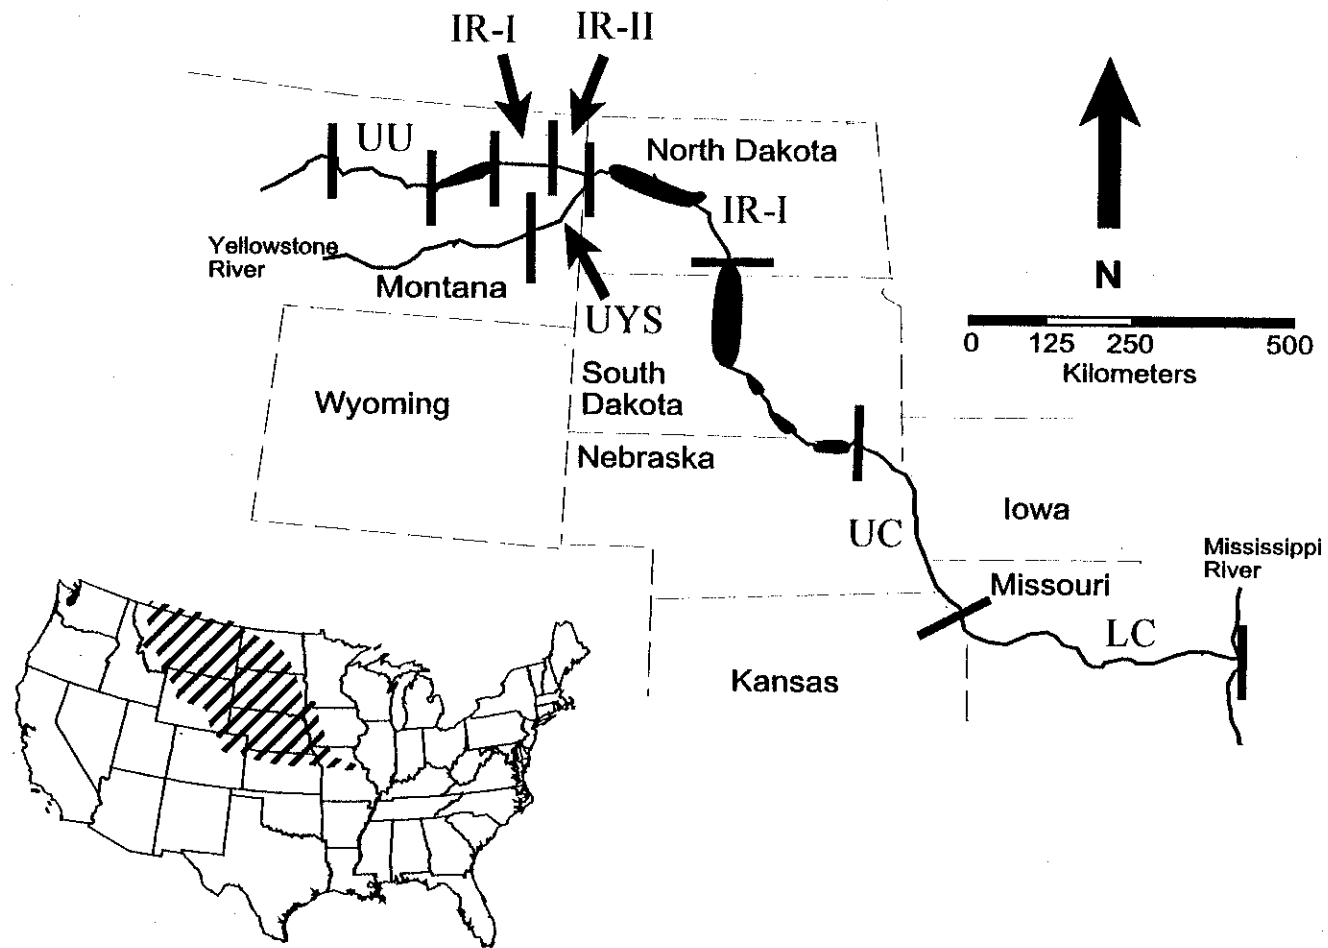 IR-I
IR-II
UU
North Dakota
IR-I
Yellowstone
River
Montana
UYS
N
0 125 250 500
Kilometers
South
Dakota
Wyoming
Nebraska
Iowa
UC
Mississippi
River
Missouri
LC
Kansas